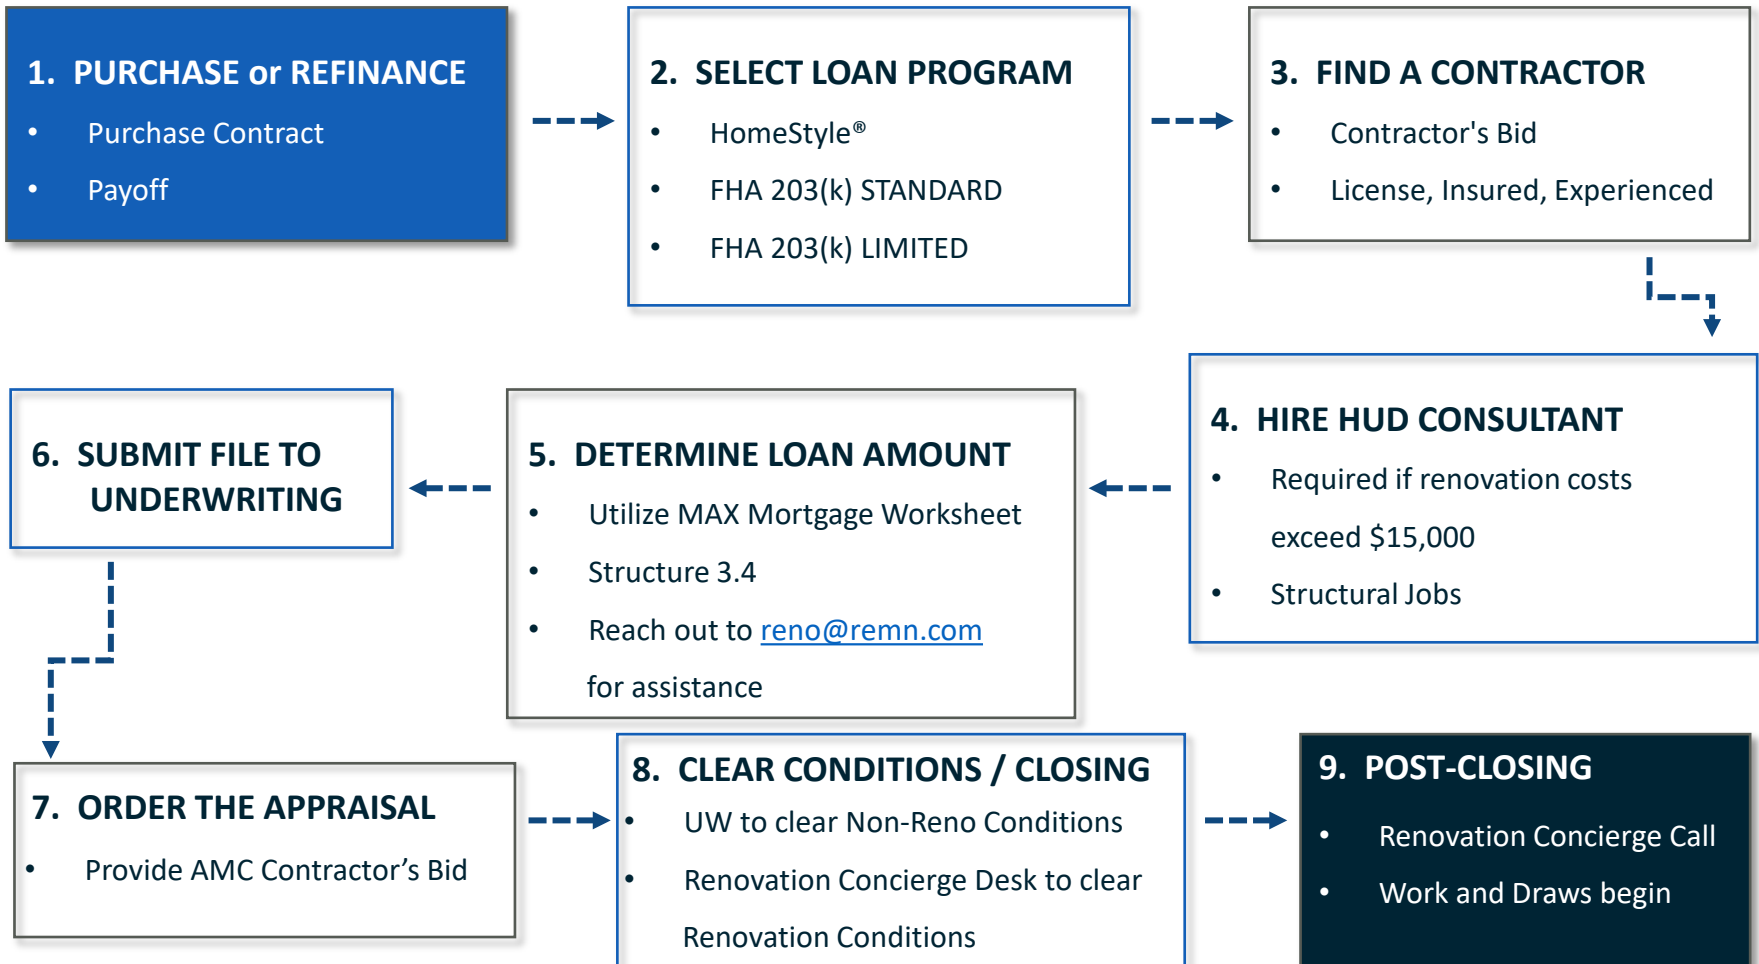 1. PURCHASE or REFINANCE
• Purchase Contract
• Payoff
2. SELECT LOAN PROGRAM
• HomeStyle®
• FHA 203(k) STANDARD
• FHA 203(k) LIMITED
3. FIND A CONTRACTOR
• Contractor's Bid
• License, Insured, Experienced
4. HIRE HUD CONSULTANT
• Required if renovation costs
exceed $15,000
• Structural Jobs
5. DETERMINE LOAN AMOUNT
• Utilize MAX Mortgage Worksheet
• Structure 3.4
• Reach out to reno@remn.com
for assistance
6. SUBMIT FILE TO
UNDERWRITING
7. ORDER THE APPRAISAL
• Provide AMC Contractor’s Bid
8. CLEAR CONDITIONS / CLOSING
• UW to clear Non-Reno Conditions
• Renovation Concierge Desk to clear
Renovation Conditions
9. POST-CLOSING
• Renovation Concierge Call
• Work and Draws begin